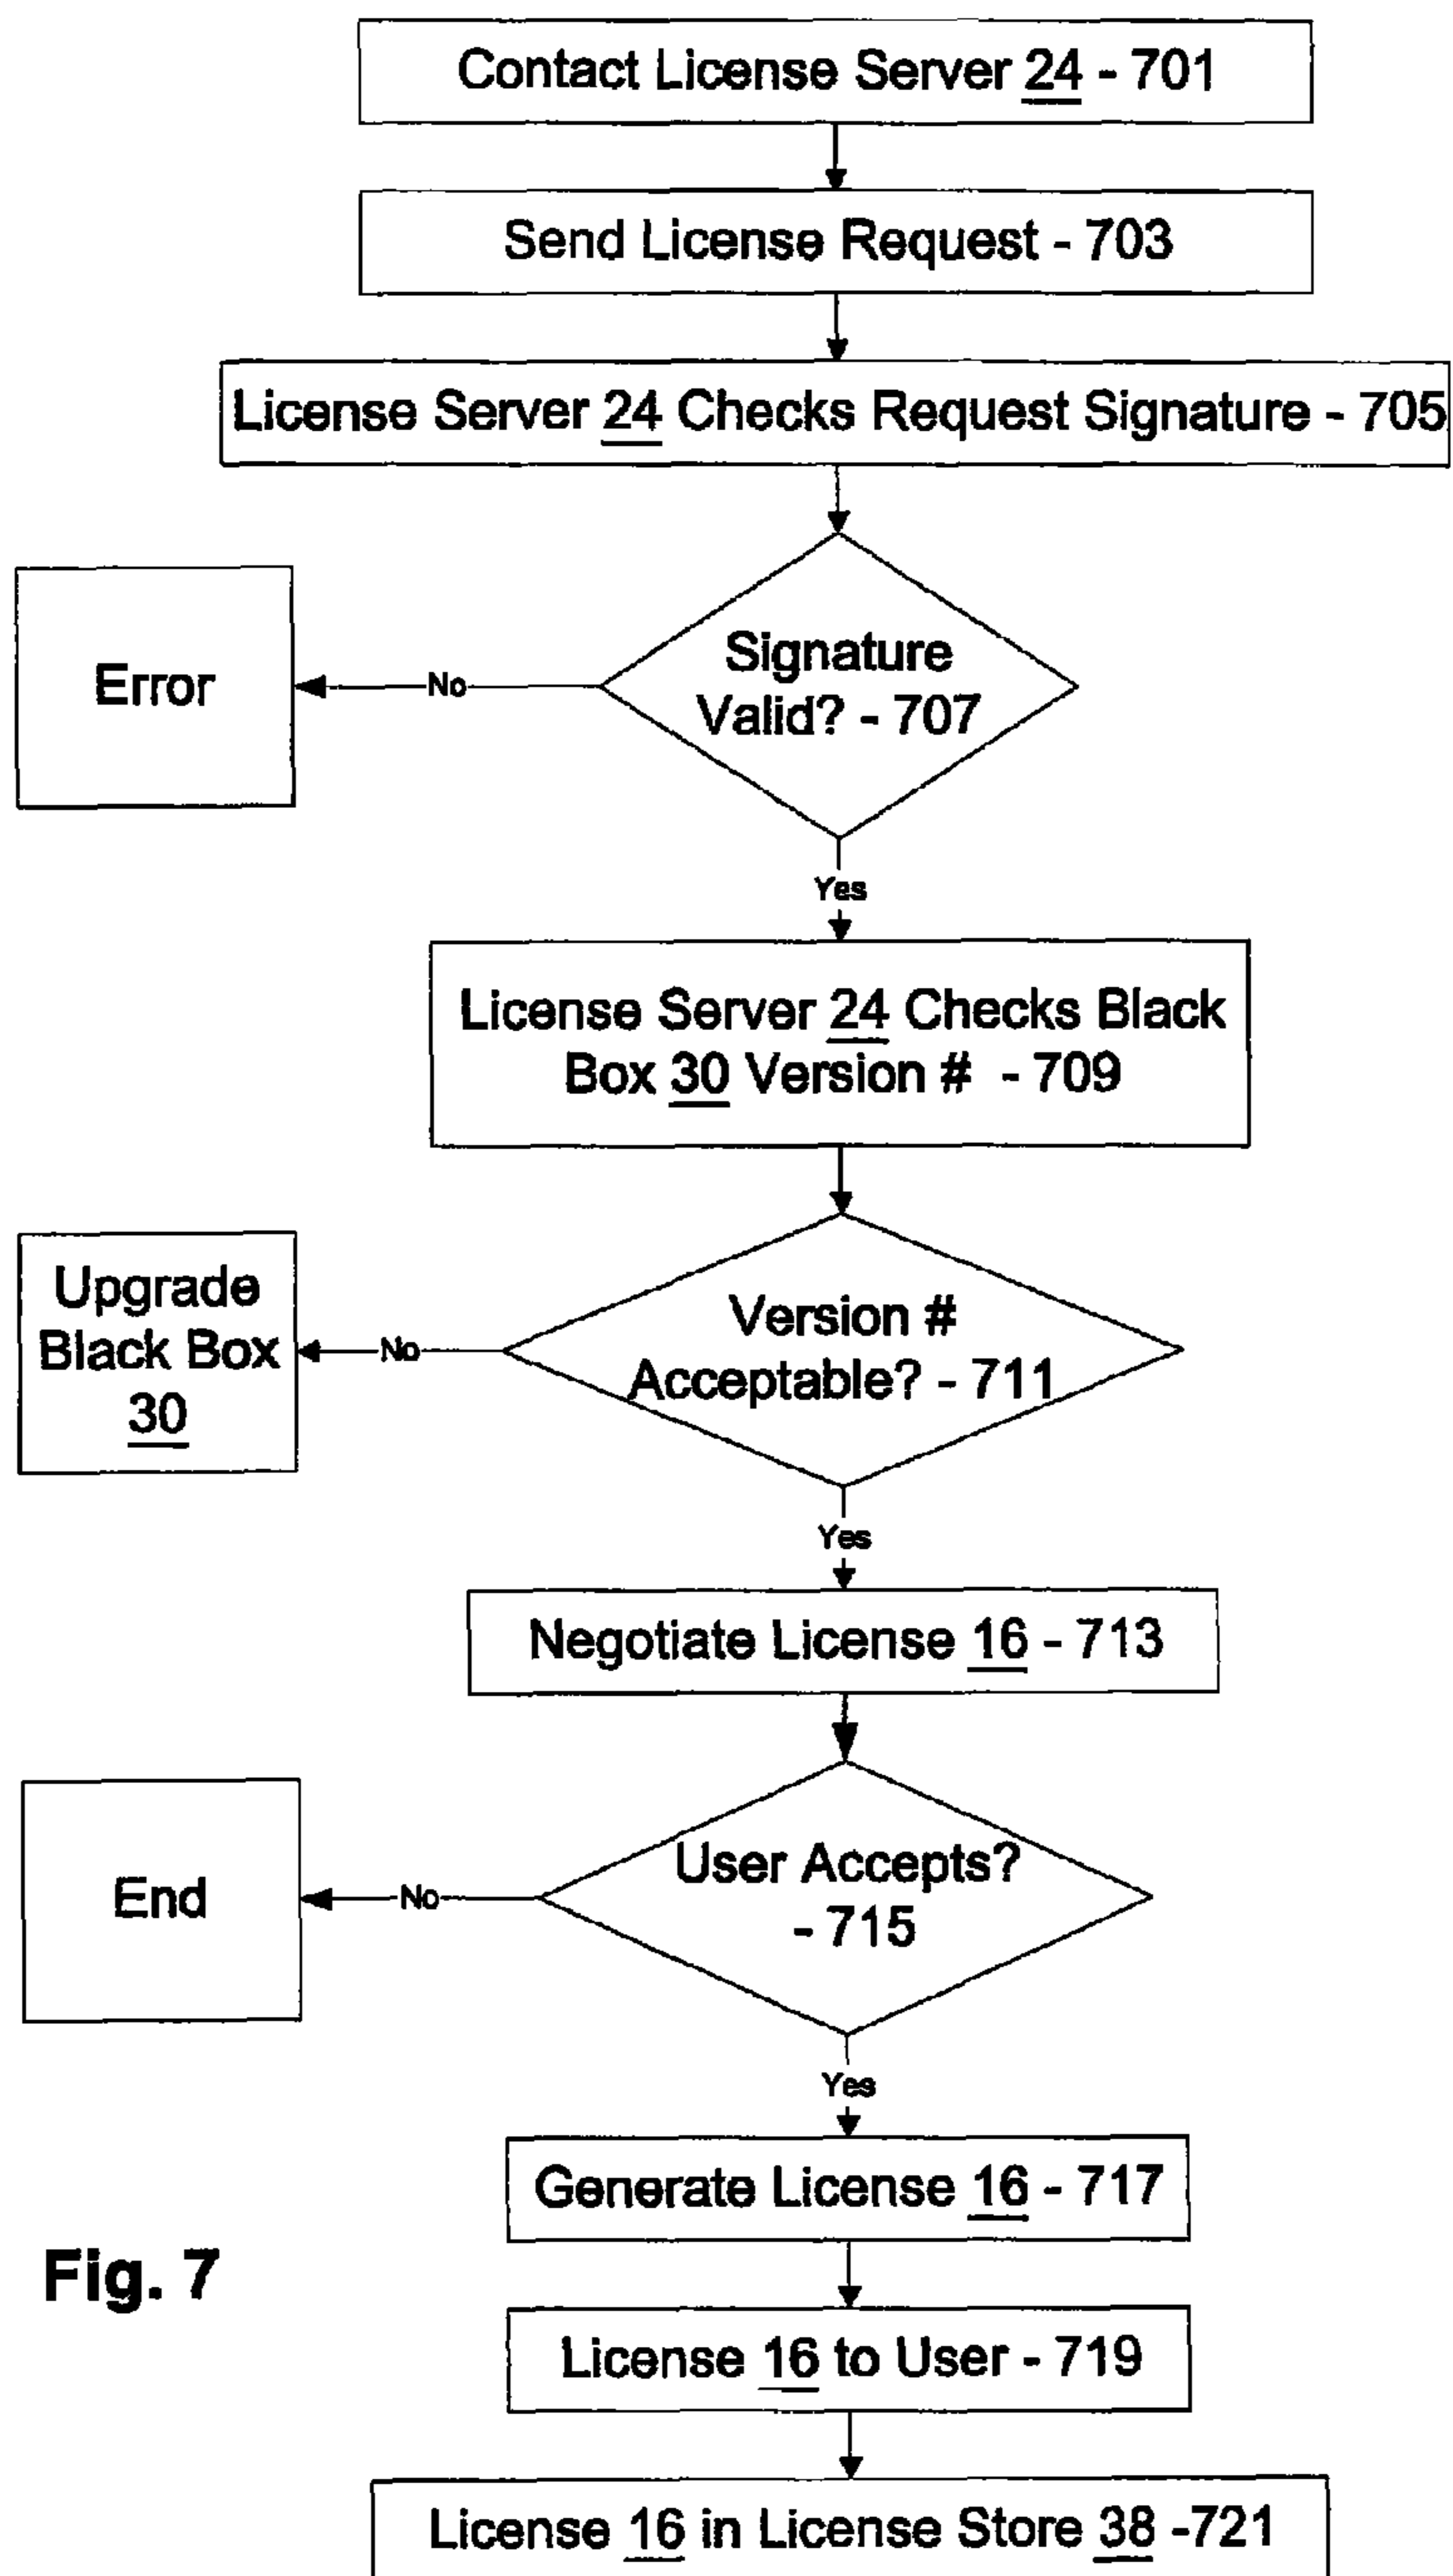 Contact License Server 24 - 701
Send License Request - 703
License Server 24 Checks Request Signature - 705
Signature
Valid? - 707
No
Error
Yes
License Server 24 Checks Black
Box 30 Version # - 709
Version #
Acceptable? - 711
No
Upgrade
Black Box
30
Yes
Negotiate License 16 - 713
User Accepts?
- 715
No
End
Yes
Generate License 16 - 717
License 16 to User - 719
License 16 in License Store 38 -721
Fig. 7